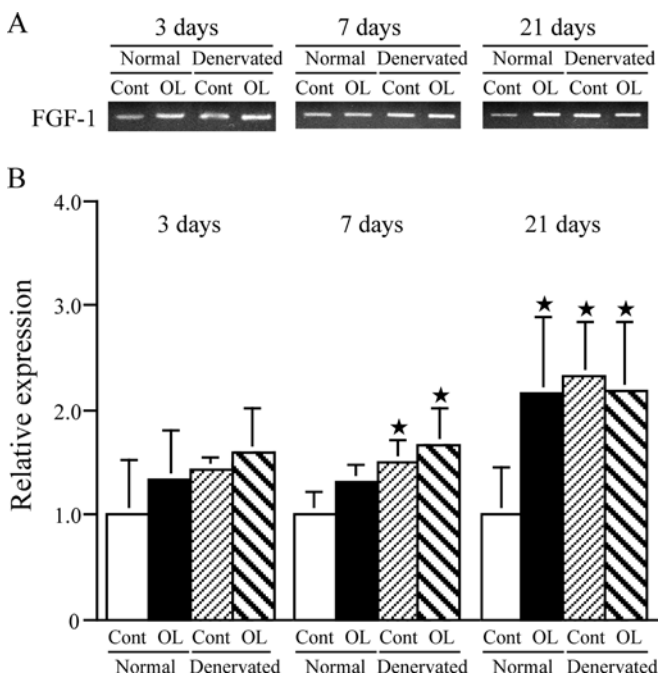 A
3 days 7 days 21 days
Normal Denervated Normal Denervated Normal Denervated
Cont OL Cont OL Cont OL Cont OL Cont OL Cont OL
FGF-1
B
4.0
3 days 7 days 21 days
3.0
2.0
1.0
0
Relative expression
★ ★ ★ ★ ★
Cont OL Cont OL Cont OL Cont OL Cont OL Cont OL
Normal Denervated Normal Denervated Normal Denervated